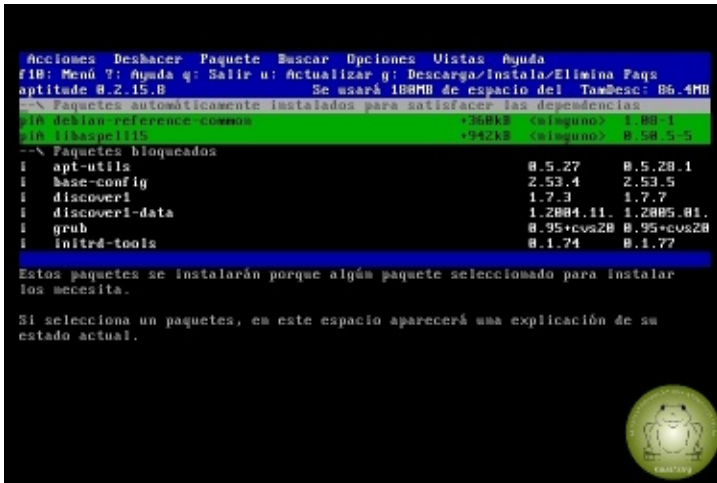 Acciones Deshacer Paquete Buscar Opciones Vistas Ayuda
f10: Menú ?: Ayuda q: Salir u: Actualizar g: Descarga/Instala/Elimina Paqs
aptitude 0.2.15.8 Se usará 180MB de espacio del TamDesc: 86.4MB
--\ Paquetes automáticamente instalados para satisfacer las dependencias
piA debian-reference-common +360kB <ninguno> 1.08-1
piA libaspell15 +942kB <ninguno> 0.50.5-5
--\ Paquetes bloqueados
i apt-utils 0.5.27 0.5.28.1
i base-config 2.53.4 2.53.5
i discover1 1.7.3 1.7.7
i discover1-data 1.2004.11. 1.2005.01.
i grub 0.95+cvs20 0.95+cvs20
i initrd-tools 0.1.74 0.1.77
Estos paquetes se instalarán porque algún paquete seleccionado para instalar
los necesita.
Si selecciona un paquetes, en este espacio aparecerá una explicación de su
estado actual.